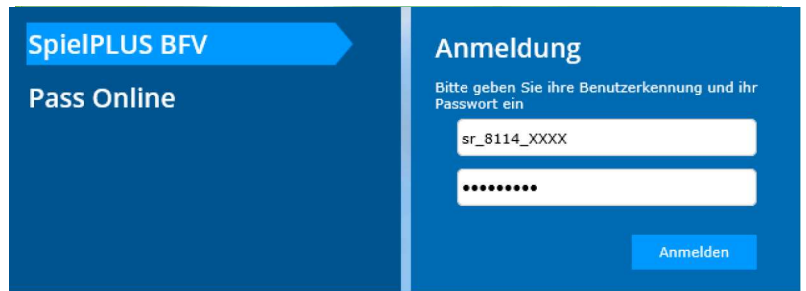 SpielPLUS BFV
Pass Online
Anmeldung
Bitte geben Sie ihre Benutzerkennung und ihr
Passwort ein
sr_8114_XXXX
•••••••••
Anmelden